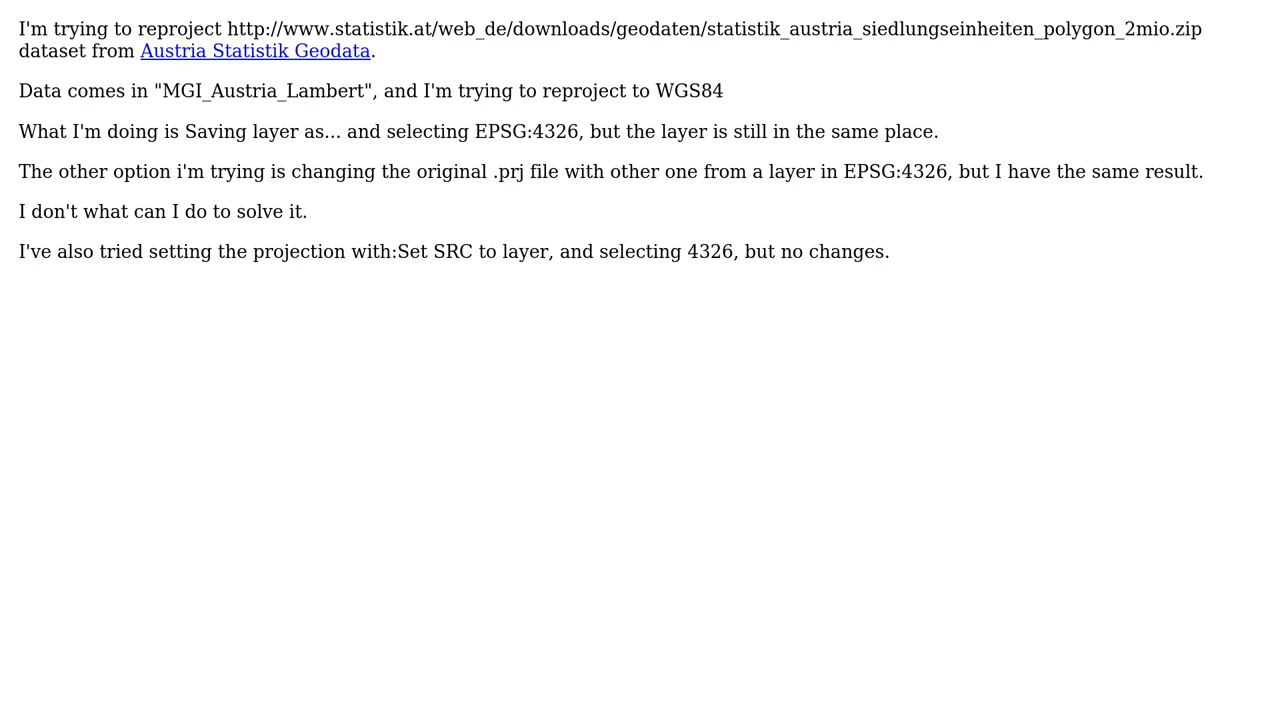 I'm trying to reproject http://www.statistik.at/web_de/downloads/geodaten/statistik_austria_siedlungseinheiten_polygon_2mio.zip
dataset from Austria Statistik Geodata.
Data comes in "MGI_Austria_Lambert", and I'm trying to reproject to WGS84
What I'm doing is Saving layer as... and selecting EPSG:4326, but the layer is still in the same place.
The other option i'm trying is changing the original .prj file with other one from a layer in EPSG:4326, but I have the same result.
I don't what can I do to solve it.
I've also tried setting the projection with:Set SRC to layer, and selecting 4326, but no changes.